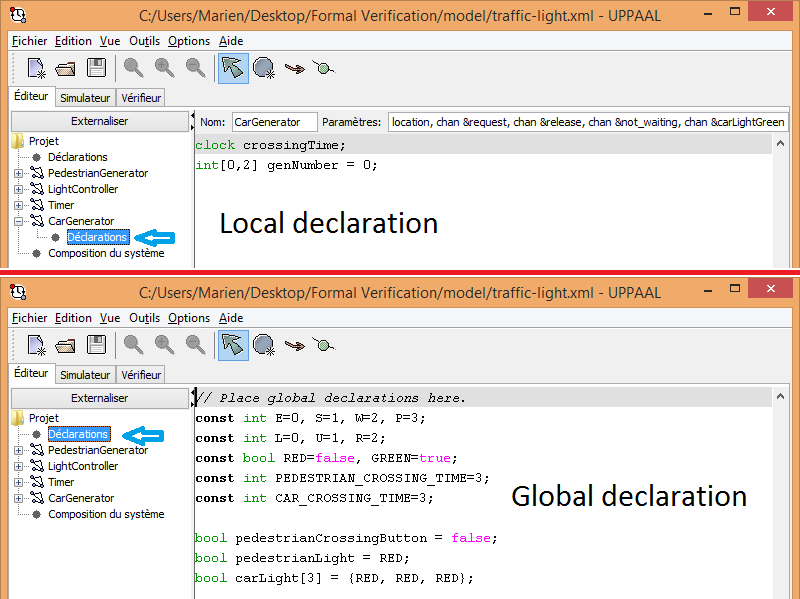 C:/Users/Marien/Desktop/Formal Verification/model/traffic-light.xml - UPPAAL
Fichier Edition Vue Outils Options Aide
Éditeur Simulateur Vérifieur
Externaliser
Nom: CarGenerator Paramètres: location, chan &request, chan &release, chan &not_waiting, chan &carLightGreen
Projet
Déclarations
PedestrianGenerator
LightController
Timer
CarGenerator
Déclarations
Composition du système
clock crossingTime;
int[0,2] genNumber = 0;
Local declaration
C:/Users/Marien/Desktop/Formal Verification/model/traffic-light.xml - UPPAAL
Fichier Edition Vue Outils Options Aide
Éditeur Simulateur Vérifieur
Externaliser
Projet
Déclarations
PedestrianGenerator
LightController
Timer
CarGenerator
Composition du système
// Place global declarations here.
const int E=0, S=1, W=2, P=3;
const int L=0, U=1, R=2;
const bool RED=false, GREEN=true;
const int PEDESTRIAN_CROSSING_TIME=3;
const int CAR_CROSSING_TIME=3;
bool pedestrianCrossingButton = false;
bool pedestrianLight = RED;
bool carLight[3] = {RED, RED, RED};
Global declaration